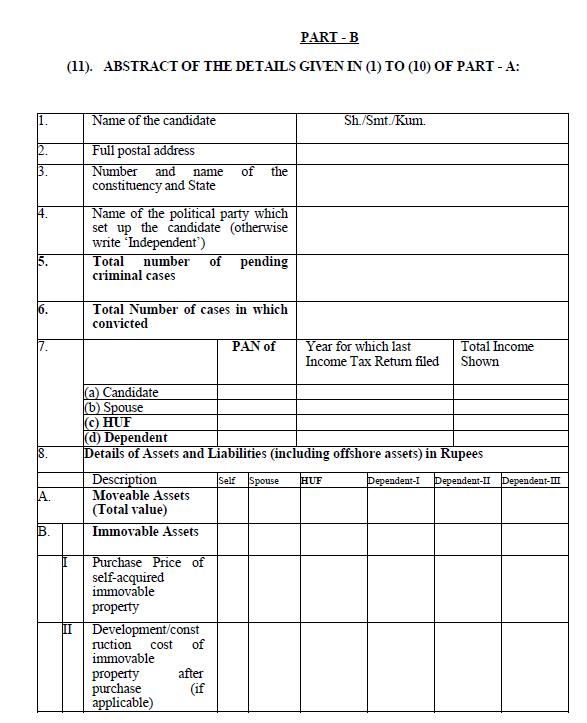 PART - B
(11). ABSTRACT OF THE DETAILS GIVEN IN (1) TO (10) OF PART - A:
1. Name of the candidate Sh./Smt./Kum.
2. Full postal address
3. Number and name of the
constituency and State
4. Name of the political party which
set up the candidate (otherwise
write 'Independent')
5. Total number of pending
criminal cases
6. Total Number of cases in which
convicted
7. PAN of Year for which last Total Income
Income Tax Return filed Shown
(a) Candidate
(b) Spouse
(c) HUF
(d) Dependent
8. Details of Assets and Liabilities (including offshore assets) in Rupees
Description Self Spouse HUF Dependent-I Dependent-II Dependent-III
A. Moveable Assets
(Total value)
B. Immovable Assets
I Purchase Price of
self-acquired
immovable
property
II Development/const
ruction cost of
immovable
property after
purchase (if
applicable)